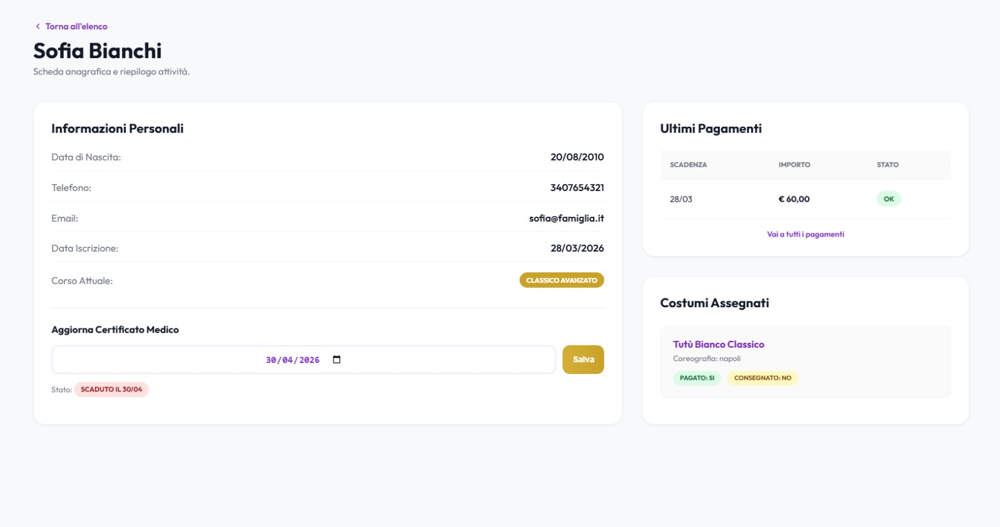 Torna all'elenco
Sofia Bianchi
Scheda anagrafica e riepilogo attività.
Informazioni Personali
Data di Nascita: 20/08/2010
Telefono: 3407654321
Email: sofia@famiglia.it
Data Iscrizione: 28/03/2026
Corso Attuale: CLASSICO AVANZATO
Aggiorna Certificato Medico
30/04/2026 Salva
Stato: SCADUTO IL 30/04
Ultimi Pagamenti
SCADENZA IMPORTO STATO
28/03 € 60,00 OK
Vai a tutti i pagamenti
Costumi Assegnati
Tutù Bianco Classico
Coreografia: napoli
PAGATO: SI CONSEGNATO: NO